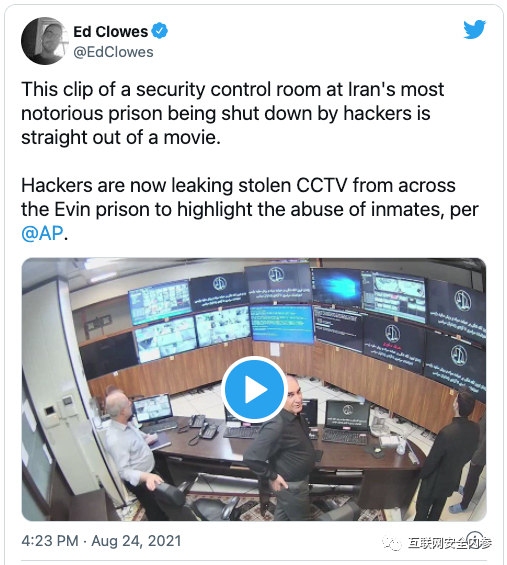 Ed Clowes
@EdClowes
This clip of a security control room at Iran's most
notorious prison being shut down by hackers is
straight out of a movie.
Hackers are now leaking stolen CCTV from across
the Evin prison to highlight the abuse of inmates, per
@AP.
4:23 PM · Aug 24, 2021
互联网安全内参